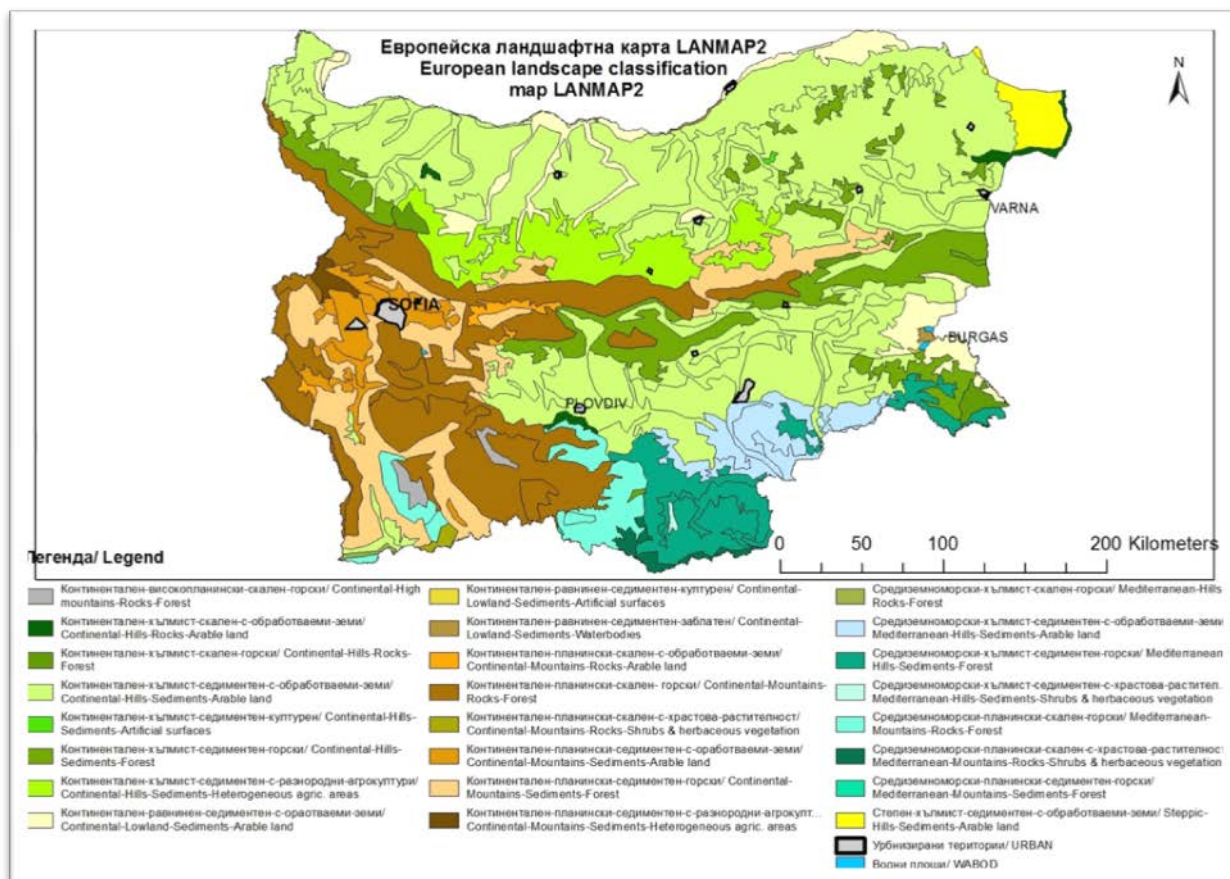 Европейска ландшафтна карта LANMAP2
European landscape classification
map LANMAP2
N
VARNA
SOFIA
BURGAS
PLOVDIV
0 50 100 200 Kilometers
Легенда/ Legend
Континентален-високопланински-скален-горски/ Continental-High
mountains-Rocks-Forest
Континентален-хълмист-скален-с-обработваеми-земи/
Continental-Hills-Rocks-Arable land
Континентален-хълмист-скален-горски/ Continental-Hills-Rocks-
Forest
Континентален-хълмист-седиментен-с-обработваеми-земи/
Continental-Hills-Sediments-Arable land
Континентален-хълмист-седиментен-културен/ Continental-Hills-
Sediments-Artificial surfaces
Континентален-хълмист-седиментен-горски/ Continental-Hills-
Sediments-Forest
Континентален-хълмист-седиментен-с-разнородни-агрокултури/
Continental-Hills-Sediments-Heterogeneous agric. areas
Континентален-равнинен-седиментен-с-ораотваеми-земи/
Continental-Lowland-Sediments-Arable land
Континентален-равнинен-седиментен-културен/ Continental-
Lowland-Sediments-Artificial surfaces
Континентален-равнинен-седиментен-заблатен/ Continental-
Lowland-Sediments-Waterbodies
Континентален-планински-скален-с-обработваеми-земи/
Continental-Mountains-Rocks-Arable land
Континентален-планински-скален- горски/ Continental-Mountains-
Rocks-Forest
Континентален-планински-скален-с-храстова-растителност/
Continental-Mountains-Rocks-Shrubs & herbaceous vegetation
Континентален-планински-седиментен-с-оработваеми-земи/
Continental-Mountains-Sediments-Arable land
Континентален-планински-седиментен-горски/ Continental-
Mountains-Sediments-Forest
Континентален-планински-седиментен-с-разнородни-агрокулт...
Continental-Mountains-Sediments-Heterogeneous agric. areas
Средиземноморски-хълмист-скален-горски/ Mediterranean-Hills
Rocks-Forest
Средиземноморски-хълмист-седиментен-с-обработваеми-земи
Mediterranean-Hills-Sediments-Arable land
Средиземноморски-хълмист-седиментен-горски/ Mediterranean
Hills-Sediments-Forest
Средиземноморски-хълмист-седиментен-с-храстова-растител...
Mediterranean-Hills-Sediments-Shrubs & herbaceous vegetation
Средиземноморски-планински-скален-горски/ Mediterranean-
Mountains-Rocks-Forest
Средиземноморски-планински-скален-с-храстова-растителност
Mediterranean-Mountains-Rocks-Shrubs & herbaceous vegetation
Средиземноморски-планински-седиментен-горски/
Mediterranean-Mountains-Sediments-Forest
Степен-хълмист-седиментен-с-обработваеми-земи/ Steppic-
Hills-Sediments-Arable land
Урбнизирани територии/ URBAN
Водни площи/ WABOD